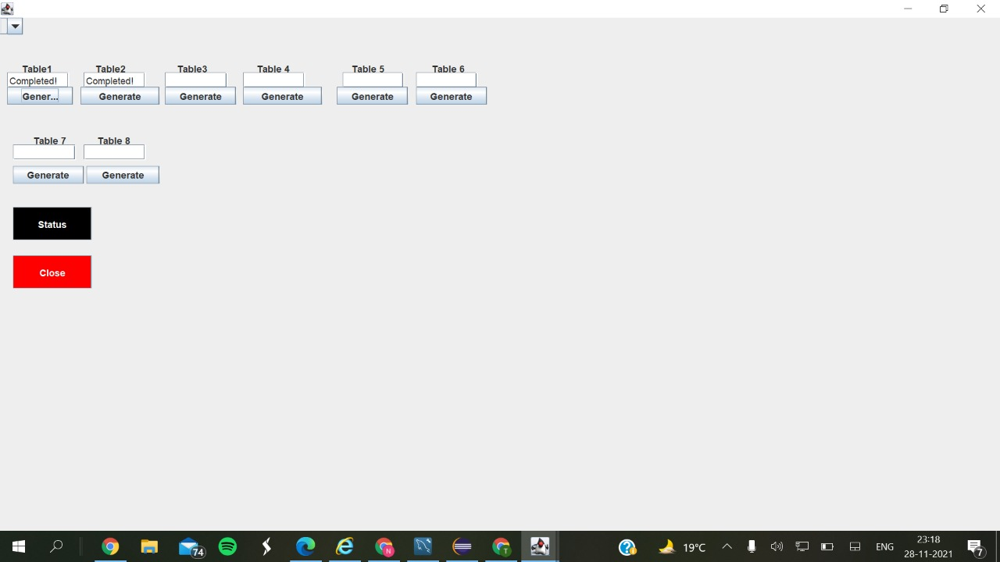 Table1 Table2 Table3 Table 4 Table 5 Table 6
Completed! Completed!
Gener... Generate Generate Generate Generate Generate
Table 7 Table 8
Generate Generate
Status
Close
74
N
T
19°C
ENG
23:18
28-11-2021
7